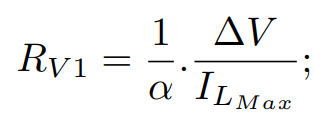 R_{V1} = \frac{1}{\alpha} . \frac{\Delta V}{I_{L_{Max}}};